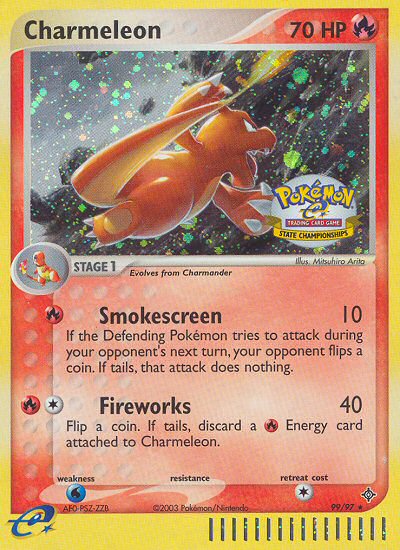 Charmeleon 70 HP
POKéMON
e
TRADING CARD GAME
STATE CHAMPIONSHIPS
Illus. Mitsuhiro Arita
STAGE 1
Evolves from Charmander
Smokescreen 10
If the Defending Pokémon tries to attack during
your opponent's next turn, your opponent flips a
coin. If tails, that attack does nothing.
Fireworks 40
Flip a coin. If tails, discard a Energy card
attached to Charmeleon.
weakness resistance retreat cost
AF0-PSZ-ZZB ©2003 Pokémon/Nintendo 99/97 ★
e